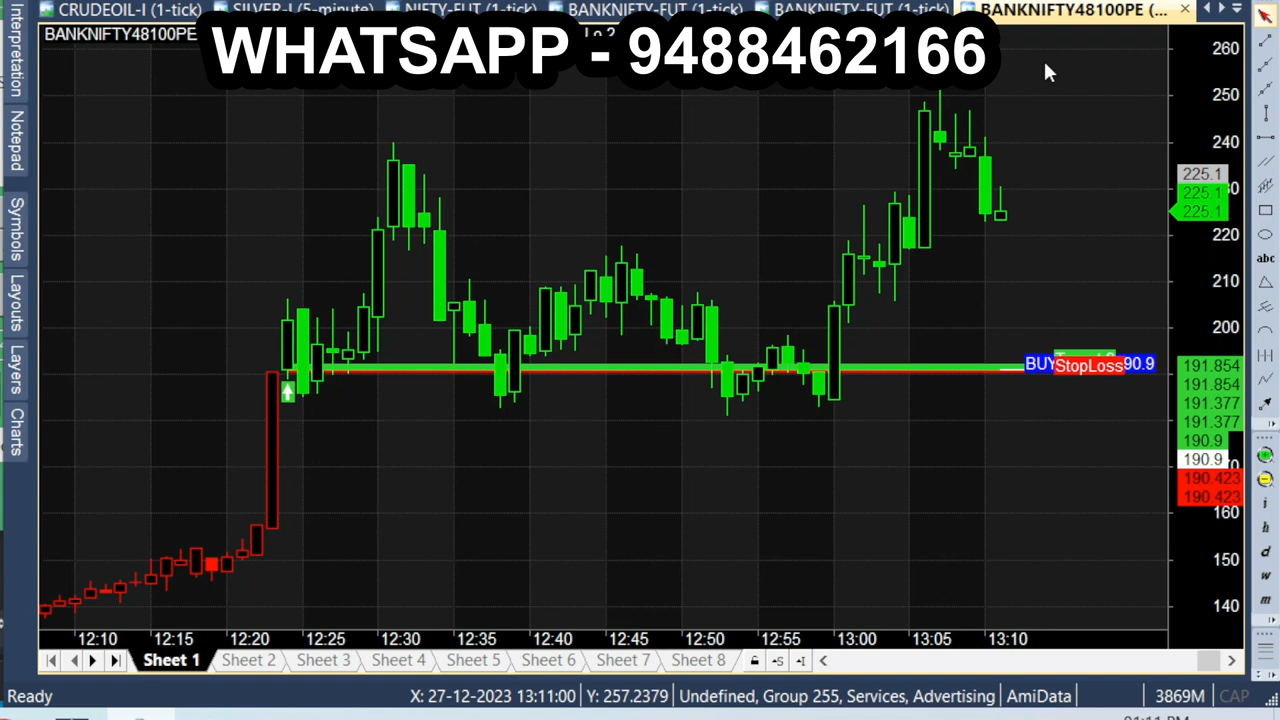 CRUDEOIL-I (1-tick) SILVER-I (5-minute) NIFTY-FUT (1-tick) BANKNIFTY-FUT (1-tick) BANKNIFTY-FUT (1-tick) BANKNIFTY48100PE (...
BANKNIFTY48100PE
WHATSAPP - 9488462166
Interpretation
Notepad
Symbols
Layouts
Layers
Charts
260
250
240
225.1
225.1
225.1
220
210
200
BUY
StopLoss
90.9
191.854
191.854
191.377
191.377
190.9
190.9
190.423
190.423
160
150
140
abc
i
h
d
w
m
12:10 12:15 12:20 12:25 12:30 12:35 12:40 12:45 12:50 12:55 13:00 13:05 13:10
Sheet 1 Sheet 2 Sheet 3 Sheet 4 Sheet 5 Sheet 6 Sheet 7 Sheet 8
Ready X: 27-12-2023 13:11:00 Y: 257.2379 Undefined, Group 255, Services, Advertising AmiData 3869M CAP